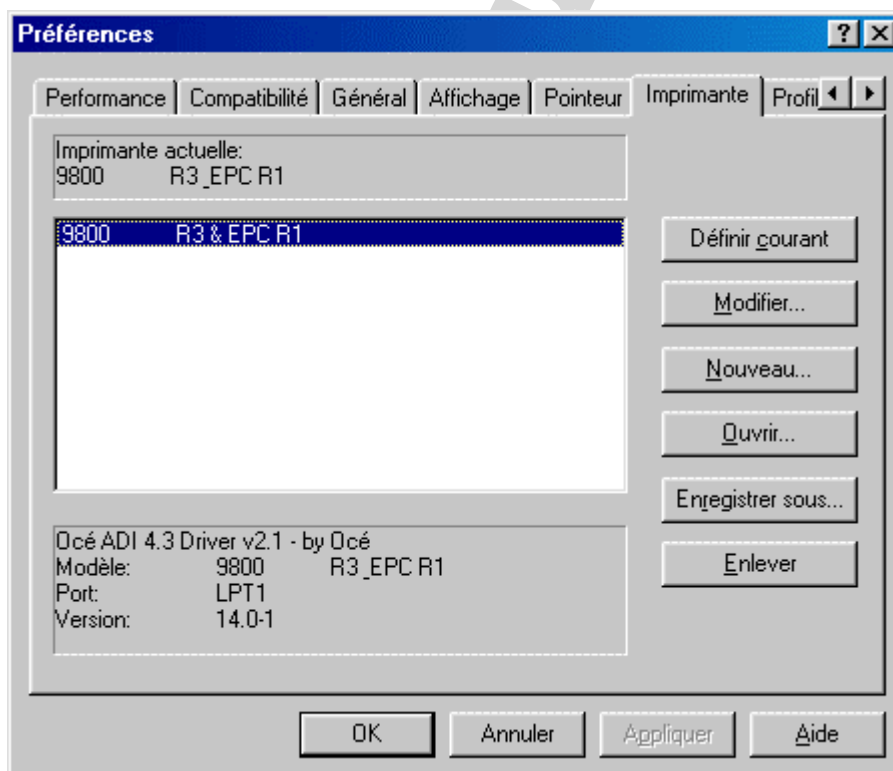 Préférences
Performance Compatibilité Général Affichage Pointeur Imprimante Profil
Imprimante actuelle:
9800 R3_EPC R1
9800 R3 & EPC R1
Définir courant
Modifier...
Nouveau...
Ouvrir...
Enregistrer sous...
Enlever
Océ ADI 4.3 Driver v2.1 - by Océ
Modèle: 9800 R3_EPC R1
Port: LPT1
Version: 14.0-1
OK Annuler Appliquer Aide